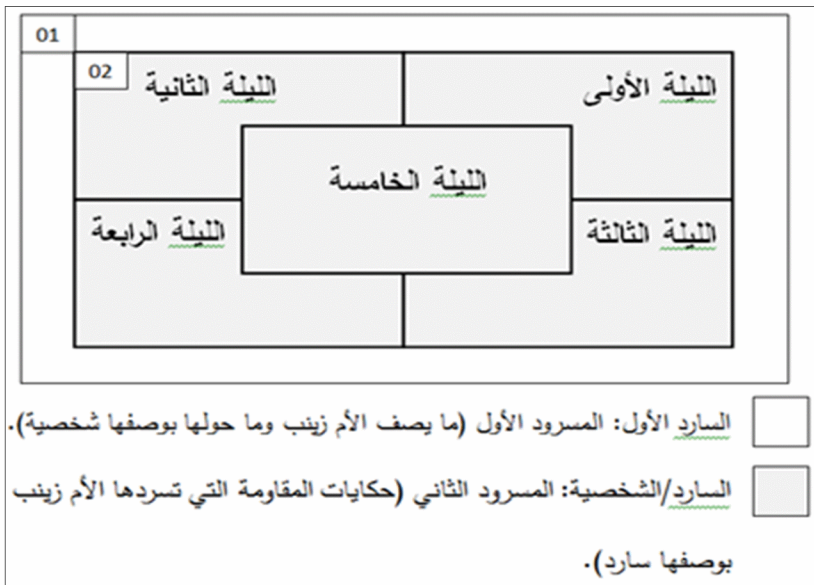 01
02
الليلة الأولى
الليلة الثانية
الليلة الخامسة
الليلة الثالثة
الليلة الرابعة
السارد الأول: المسرود الأول (ما يصف الأم زينب وما حولها بوصفها شخصية).
السارد/الشخصية: المسرود الثاني (حكايات المقاومة التي تسردها الأم زينب
بوصفها سارد).